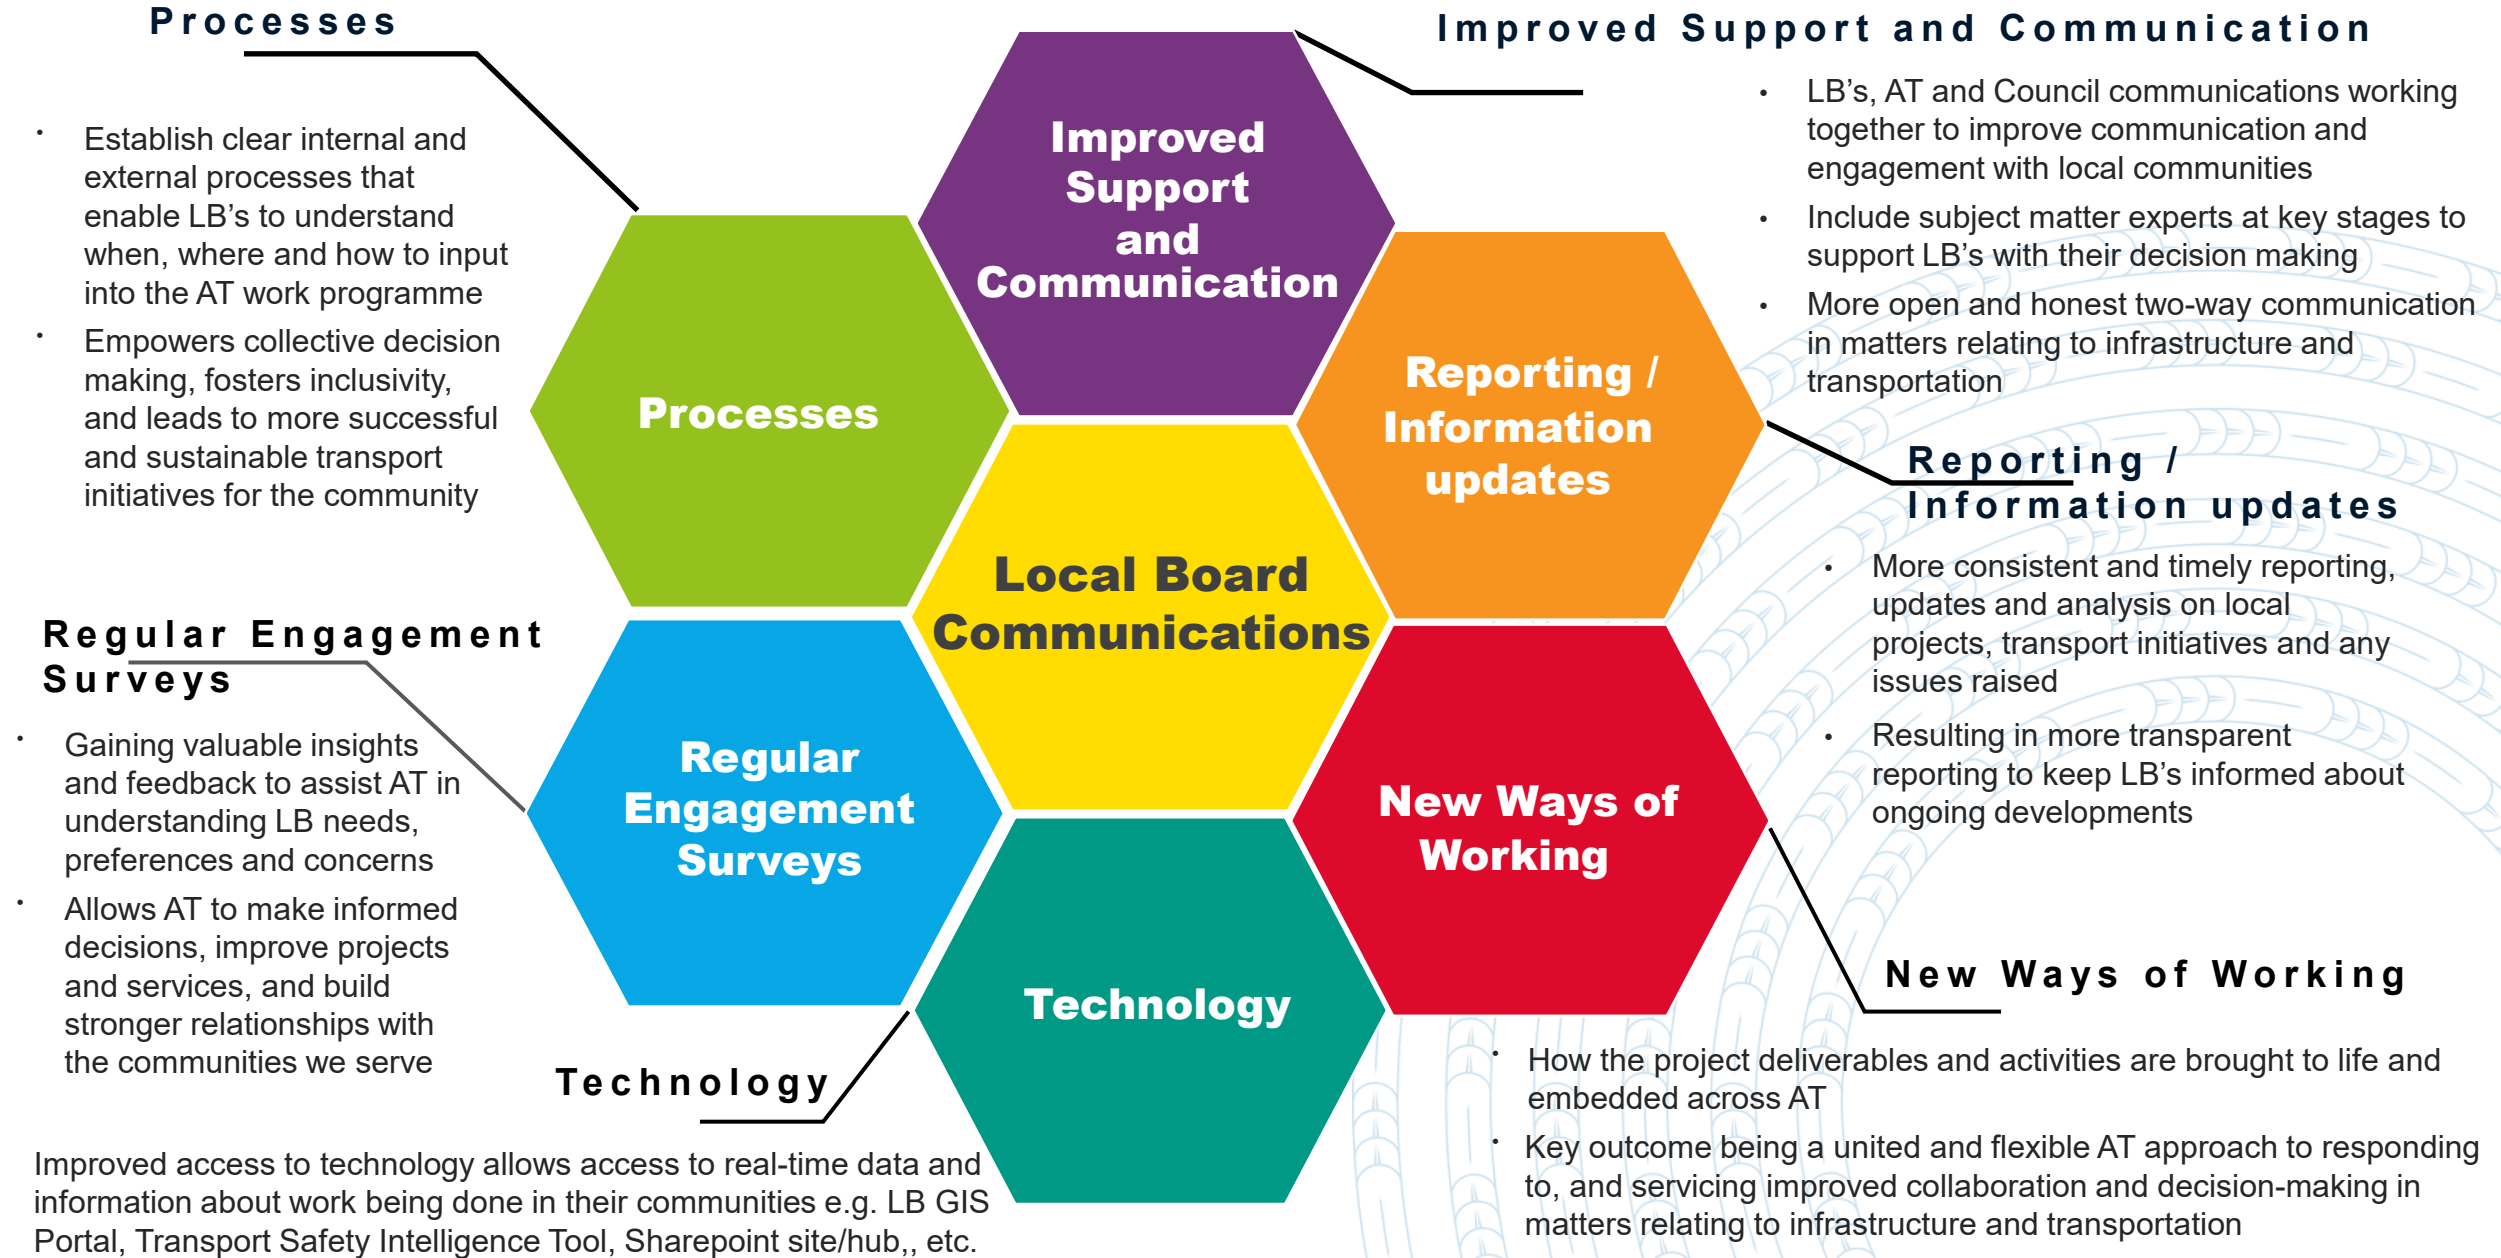 Processes
Establish clear internal and
external processes that
enable LB's to understand
when, where and how to input
into the AT work programme
Empowers collective decision
making, fosters inclusivity,
and leads to more successful
and sustainable transport
initiatives for the community
Regular Engagement
Surveys
Gaining valuable insights
and feedback to assist AT in
understanding LB needs,
preferences and concerns
Allows AT to make informed
decisions, improve projects
and services, and build
stronger relationships with
the communities we serve
Technology
Improved access to technology allows access to real-time data and
information about work being done in their communities e.g. LB GIS
Portal, Transport Safety Intelligence Tool, Sharepoint site/hub,, etc.
Improved
Support
and
Communication
Processes
Reporting /
Information
updates
Local Board
Communications
Regular
Engagement
Surveys
New Ways of
Working
Technology
Improved Support and Communication
LB's, AT and Council communications working
together to improve communication and
engagement with local communities
Include subject matter experts at key stages to
support LB's with their decision making
More open and honest two-way communication
in matters relating to infrastructure and
transportation
Reporting /
Information updates
More consistent and timely reporting,
updates and analysis on local
projects, transport initiatives and any
issues raised
Resulting in more transparent
reporting to keep LB's informed about
ongoing developments
New Ways of Working
How the project deliverables and activities are brought to life and
embedded across AT
Key outcome being a united and flexible AT approach to responding
to, and servicing improved collaboration and decision-making in
matters relating to infrastructure and transportation